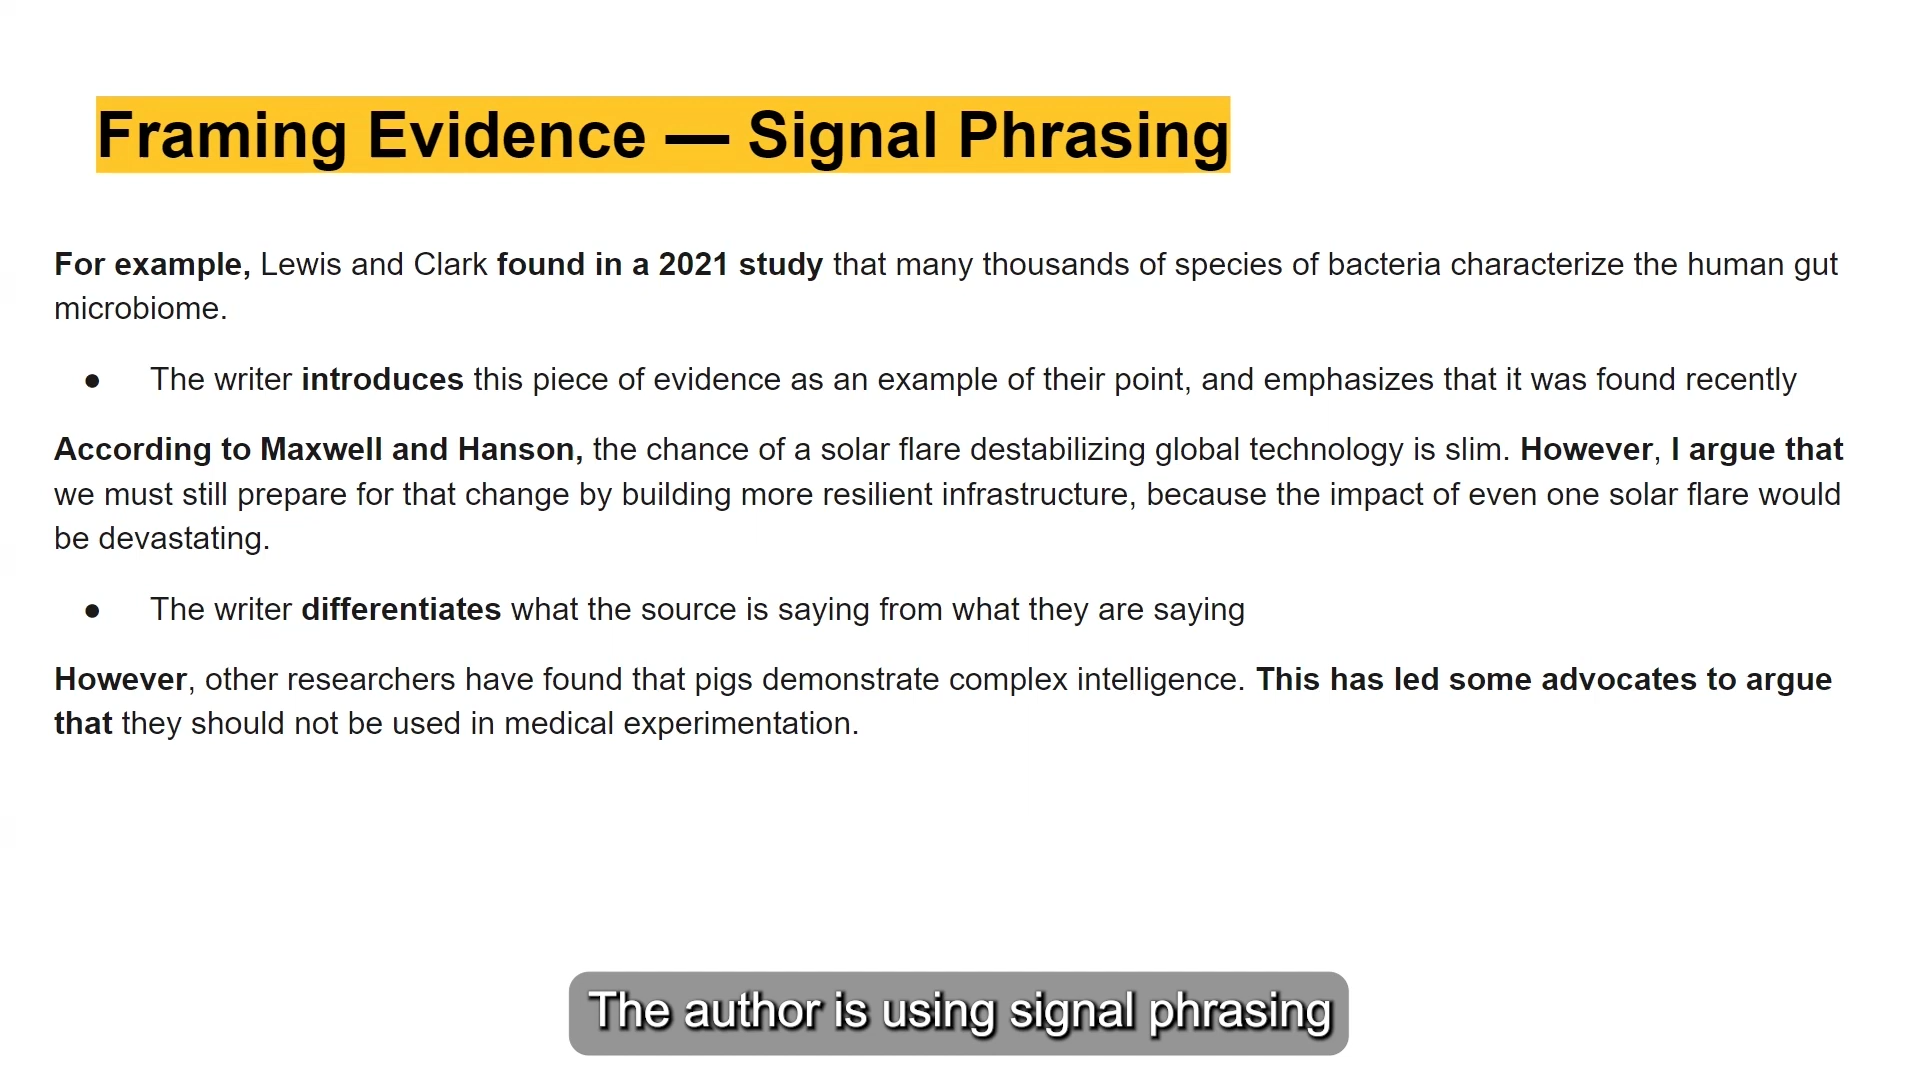 Framing Evidence — Signal Phrasing
For example, Lewis and Clark found in a 2021 study that many thousands of species of bacteria characterize the human gut
microbiome.
● The writer introduces this piece of evidence as an example of their point, and emphasizes that it was found recently
According to Maxwell and Hanson, the chance of a solar flare destabilizing global technology is slim. However, I argue that
we must still prepare for that change by building more resilient infrastructure, because the impact of even one solar flare would
be devastating.
● The writer differentiates what the source is saying from what they are saying
However, other researchers have found that pigs demonstrate complex intelligence. This has led some advocates to argue
that they should not be used in medical experimentation.
The author is using signal phrasing